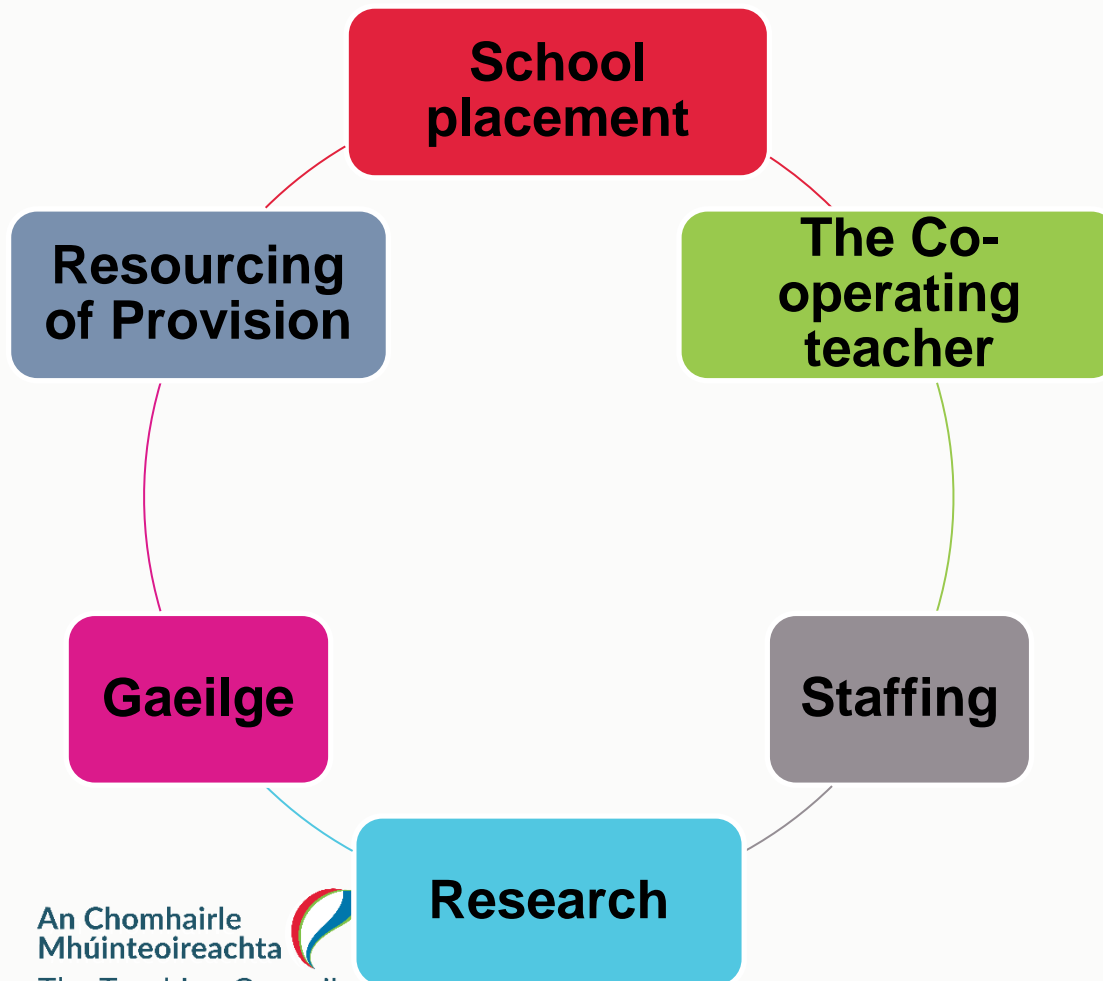 School
placement
The Co-
operating
teacher
Staffing
Research
Gaeilge
Resourcing
of Provision
An Chomhairle
Mhúinteoireachta